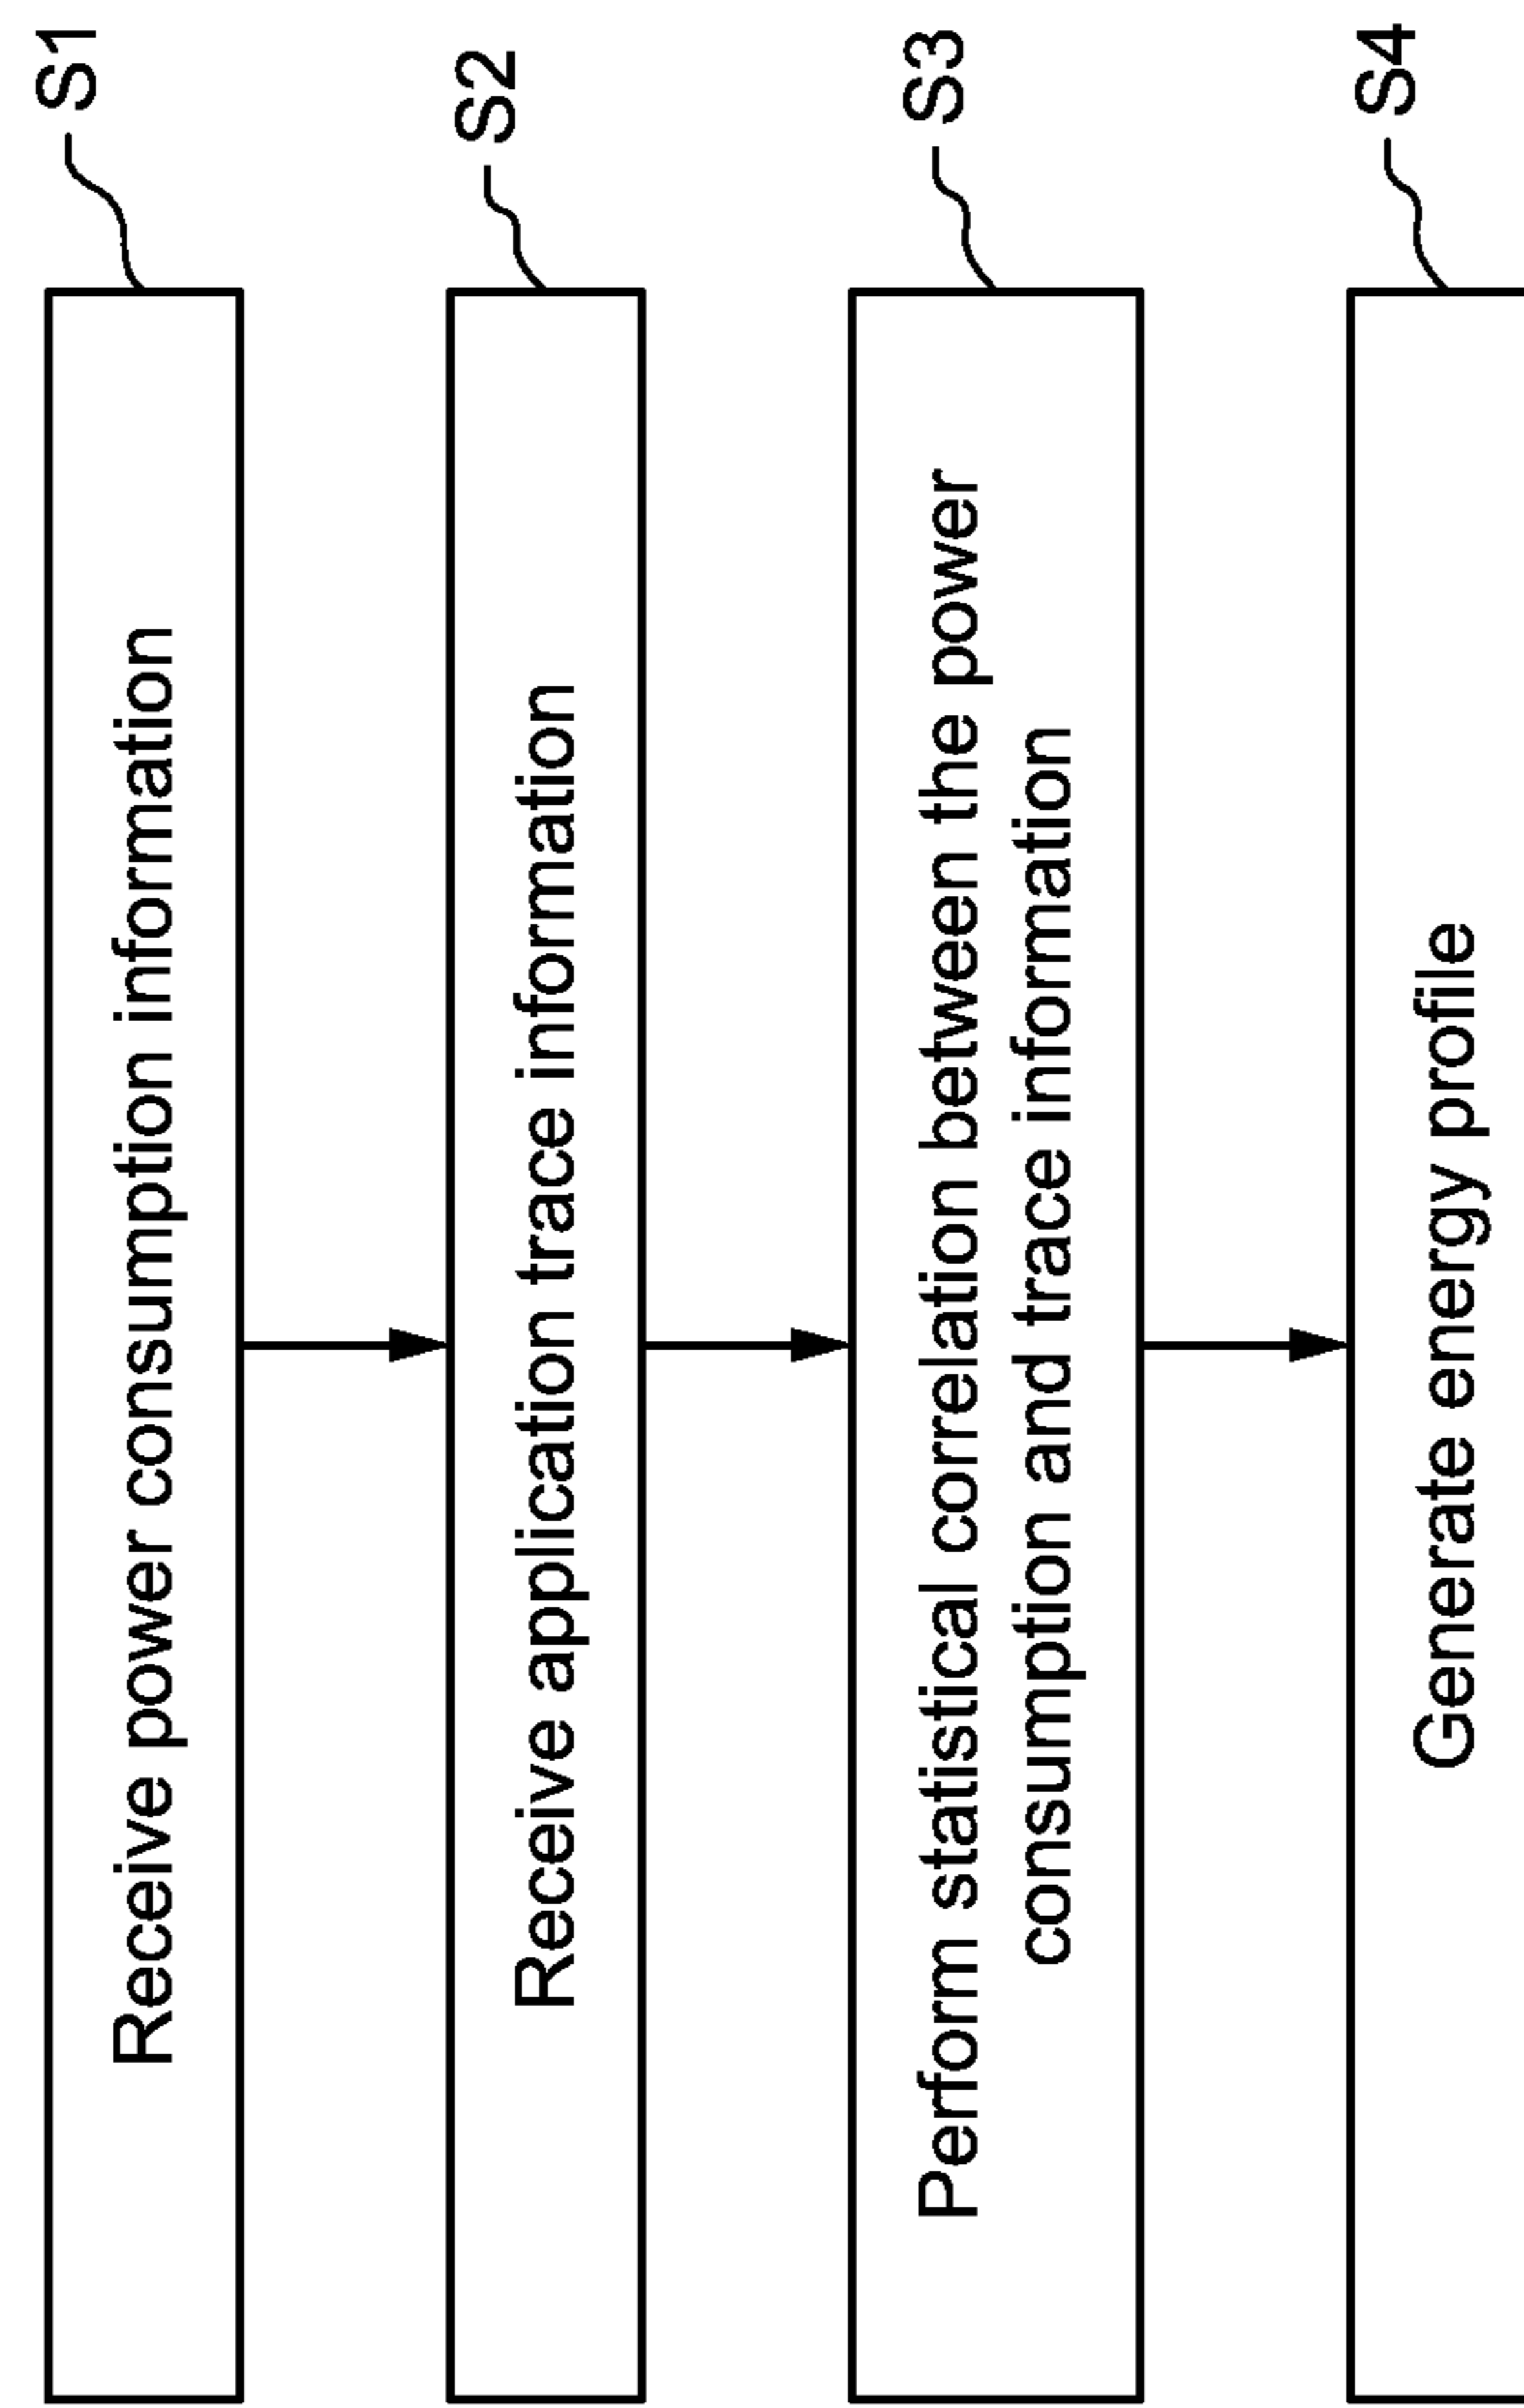 Receive power consumption information
S1
Receive application trace information
S2
Perform statistical correlation between the power
consumption and trace information
S3
Generate energy profile
S4